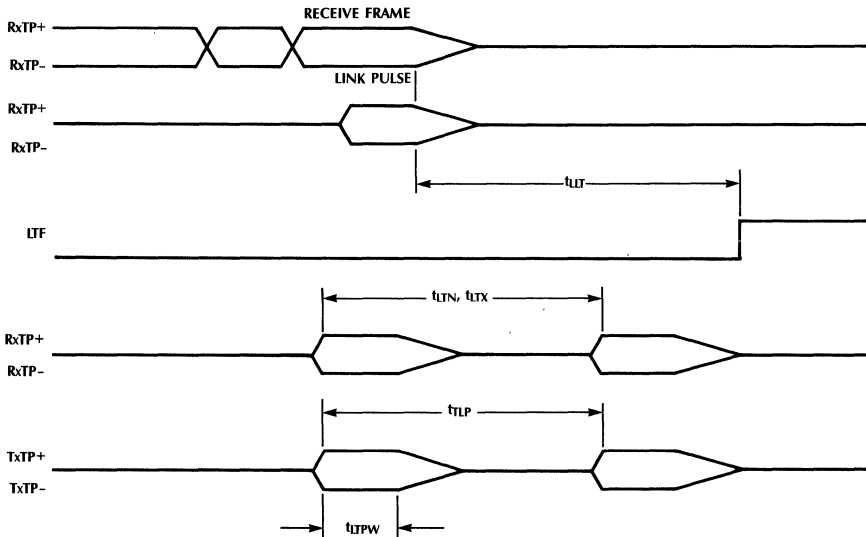 RECEIVE FRAME
RxTP+
RxTP–
LINK PULSE
RxTP+
RxTP–
tLLT
LTF
tLTN, tLTX
RxTP+
RxTP–
tTLP
TxTP+
TxTP–
tLTPW